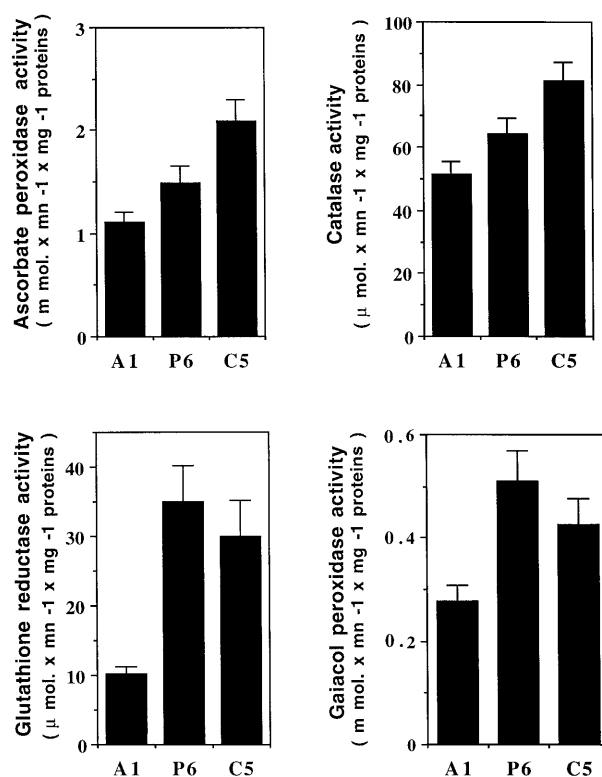 Ascorbate peroxidase activity
( m mol. x mn -1 x mg -1 proteins )
3
2
1
0
A1 P6 C5
Catalase activity
( µ mol. x mn -1 x mg -1 proteins )
100
80
60
40
20
0
A1 P6 C5
Glutathione reductase activity
( µ mol. x mn -1 x mg -1 proteins )
40
30
20
10
0
A1 P6 C5
Gaiacol peroxidase activity
( m mol. x mn -1 x mg -1 proteins )
0.6
0.4
0.2
0
A1 P6 C5